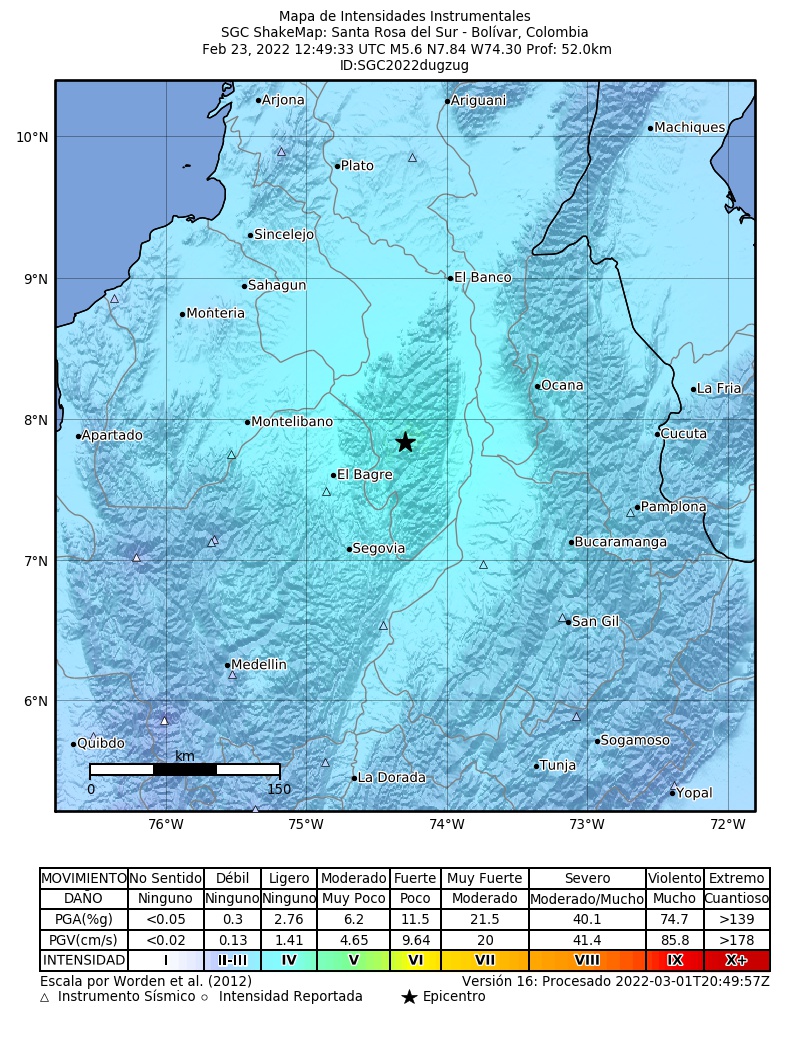 Mapa de Intensidades Instrumentales
SGC ShakeMap: Santa Rosa del Sur - Bolívar, Colombia
Feb 23, 2022 12:49:33 UTC M5.6 N7.84 W74.30 Prof: 52.0km
ID:SGC2022dugzug
Arjona
Ariguani
Machiques
10°N
Plato
Sincelejo
9°N
El Banco
Sahagun
Monteria
Ocana
La Fria
8°N
Montelibano
Apartado
Cucuta
El Bagre
Pamplona
Segovia
Bucaramanga
7°N
San Gil
Medellin
6°N
Quibdo
Sogamoso
km
Tunja
La Dorada
0 150
Yopal
76°W 75°W 74°W 73°W 72°W
MOVIMIENTO No Sentido Débil Ligero Moderado Fuerte Muy Fuerte Severo Violento Extremo
DAÑO Ninguno Ninguno Ninguno Muy Poco Poco Moderado Moderado/Mucho Mucho Cuantioso
PGA(%g) <0.05 0.3 2.76 6.2 11.5 21.5 40.1 74.7 >139
PGV(cm/s) <0.02 0.13 1.41 4.65 9.64 20 41.4 85.8 >178
INTENSIDAD I II-III IV V VI VII VIII IX X+
Escala por Worden et al. (2012) Versión 16: Procesado 2022-03-01T20:49:57Z
△ Instrumento Sísmico ○ Intensidad Reportada ★ Epicentro